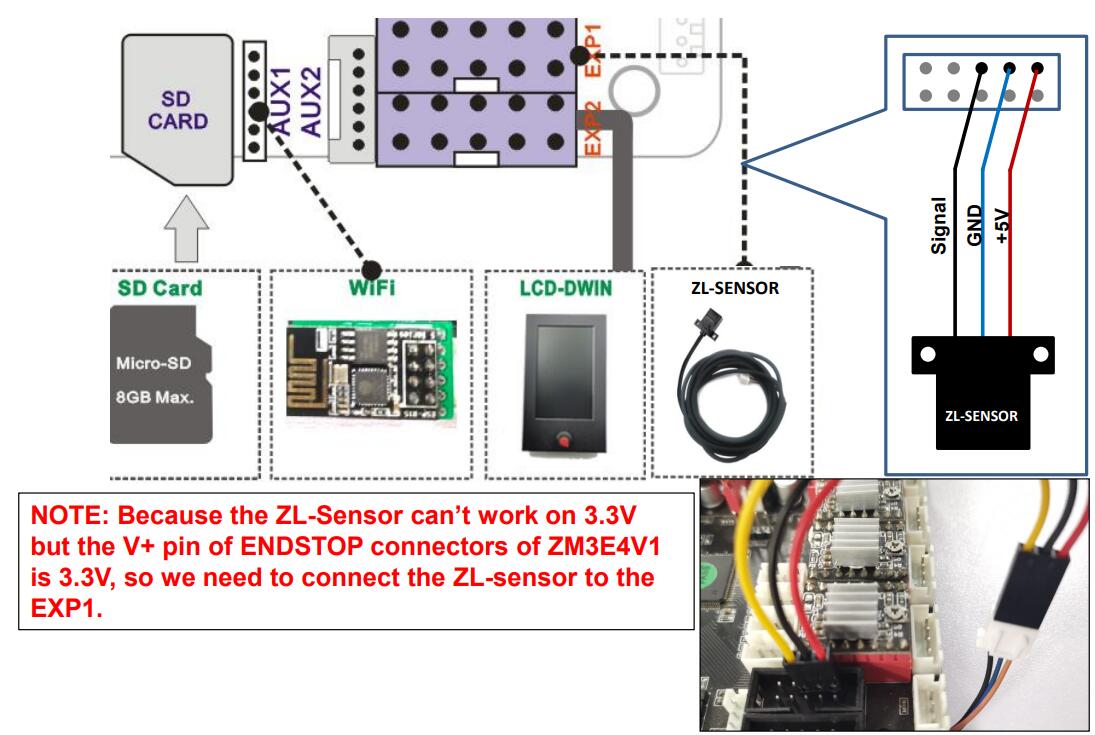 SD
CARD
AUX1
AUX2
EXP1
EXP2
Signal
GND
+5V
ZL-SENSOR
SD Card
Micro-SD
8GB Max.
WiFi
LCD-DWIN
ZL-SENSOR
NOTE: Because the ZL-Sensor can't work on 3.3V
but the V+ pin of ENDSTOP connectors of ZM3E4V1
is 3.3V, so we need to connect the ZL-sensor to the
EXP1.